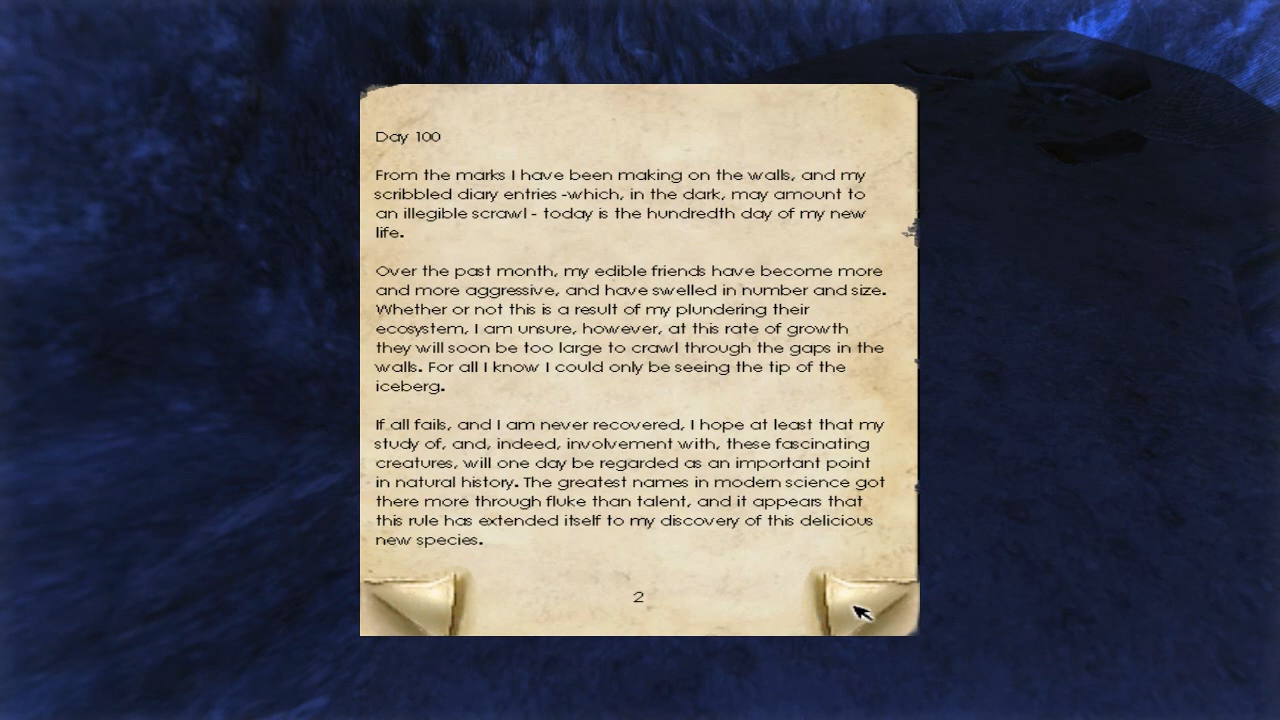 Day 100
From the marks I have been making on the walls, and my
scribbled diary entries -which, in the dark, may amount to
an illegible scrawl - today is the hundredth day of my new
life.
Over the past month, my edible friends have become more
and more aggressive, and have swelled in number and size.
Whether or not this is a result of my plundering their
ecosystem, I am unsure, however, at this rate of growth
they will soon be too large to crawl through the gaps in the
walls. For all I know I could only be seeing the tip of the
iceberg.
If all fails, and I am never recovered, I hope at least that my
study of, and, indeed, involvement with, these fascinating
creatures, will one day be regarded as an important point
in natural history. The greatest names in modern science got
there more through fluke than talent, and it appears that
this rule has extended itself to my discovery of this delicious
new species.
2